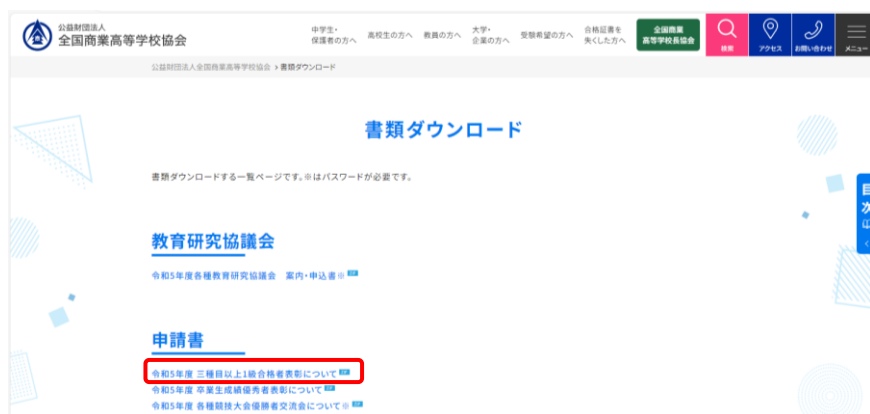 公益財団法人
全国商業高等学校協会
中学生・
保護者の方へ
高校生の方へ
教員の方へ
大学・
企業の方へ
受験希望の方へ
合格証書を
失くした方へ
全国商業
高等学校長協会
検索
アクセス
お問い合わせ
メニュー
公益財団法人全国商業高等学校協会 › 書類ダウンロード
書類ダウンロード
書類ダウンロードする一覧ページです。※はパスワードが必要です。
目次
教育研究協議会
令和5年度各種教育研究協議会 案内・申込書※ ZIP
申請書
令和5年度 三種目以上1級合格者表彰について ZIP
令和5年度 卒業生成績優秀者表彰について ZIP
令和5年度 各種競技大会優勝者交流会について※ ZIP